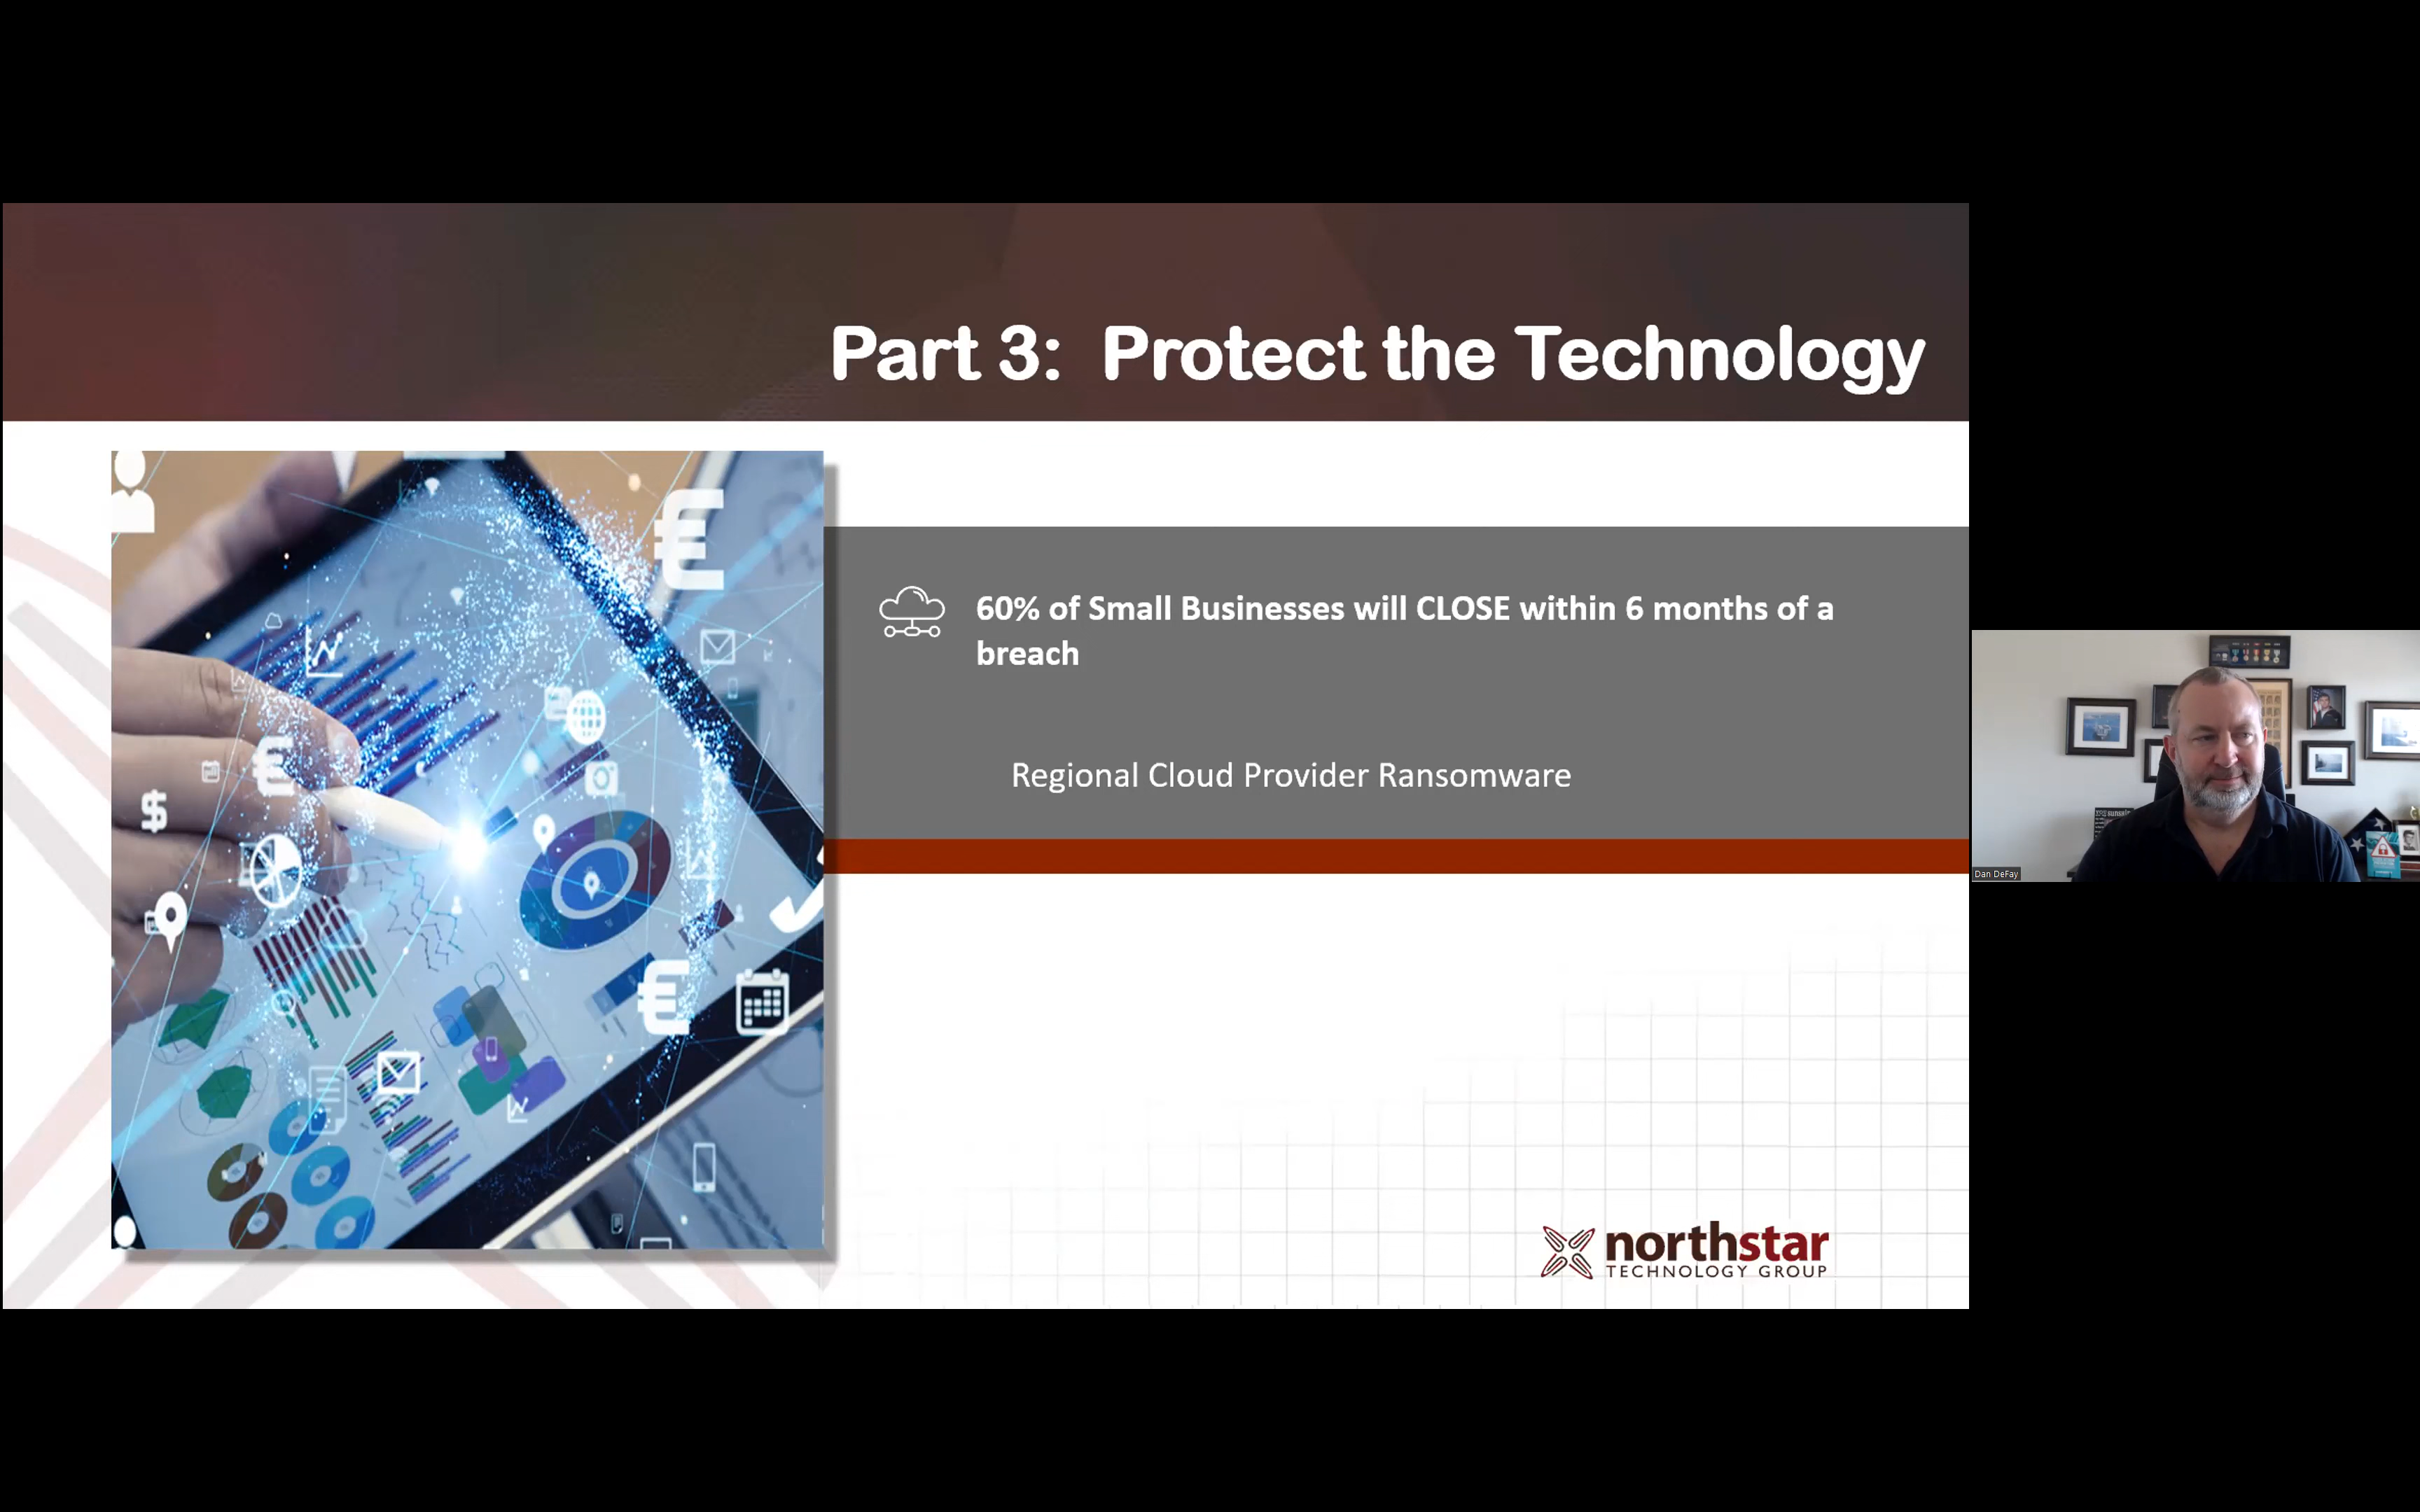 Part 3:  Protect the Technology
60% of Small Businesses will CLOSE within 6 months of a
breach
Regional Cloud Provider Ransomware
€
€
$
€
northstar
TECHNOLOGY GROUP
Dan DeFay